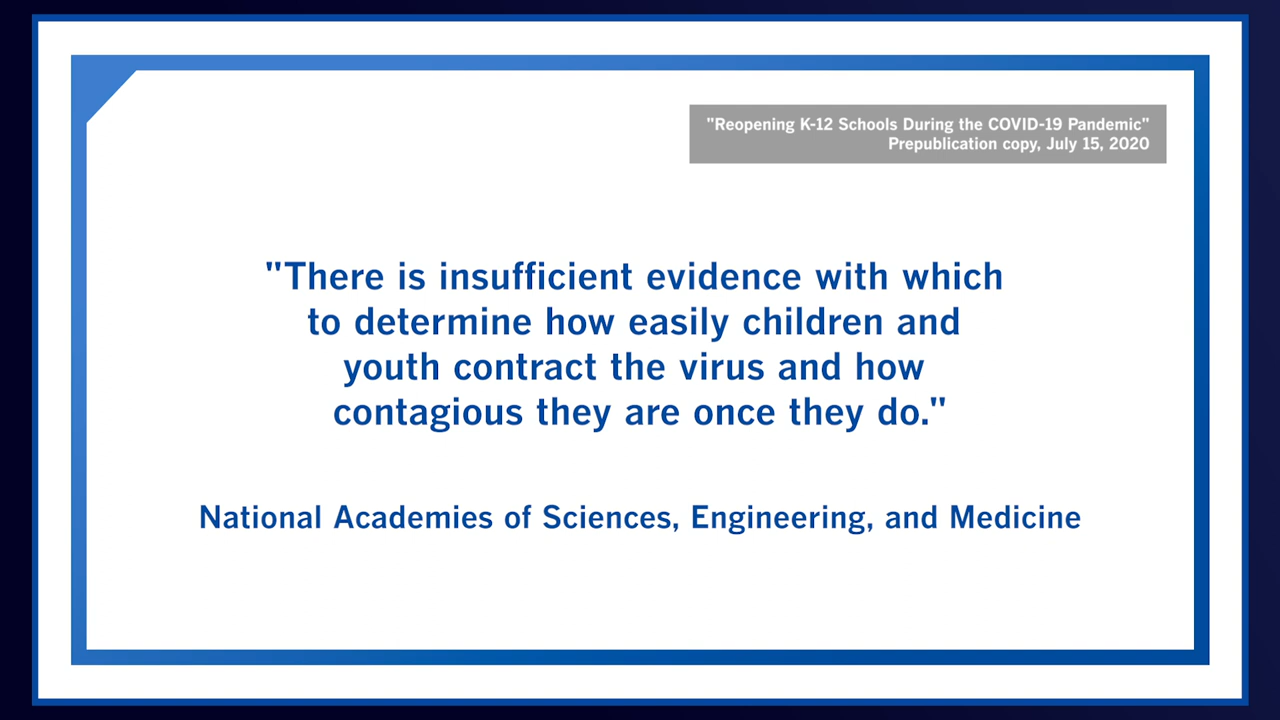 "Reopening K-12 Schools During the COVID-19 Pandemic"
Prepublication copy, July 15, 2020
"There is insufficient evidence with which
to determine how easily children and
youth contract the virus and how
contagious they are once they do."
National Academies of Sciences, Engineering, and Medicine